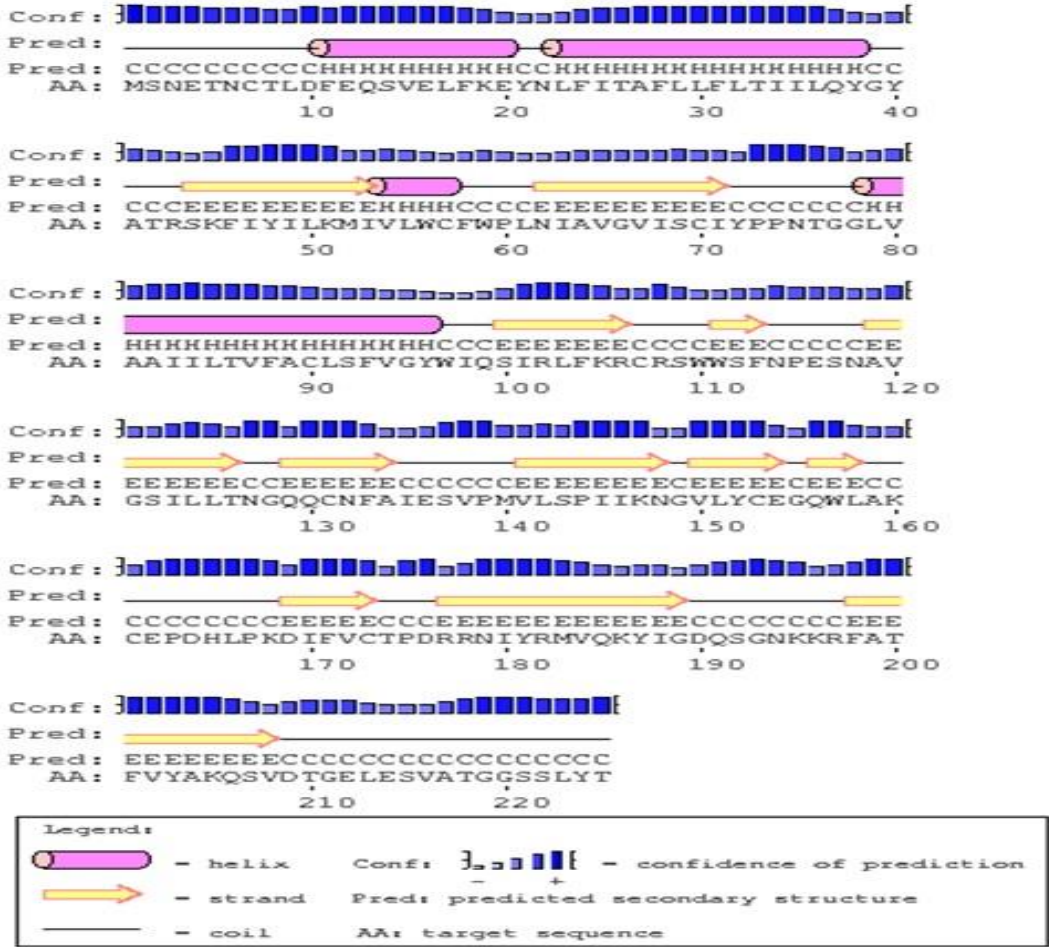 Conf:
Pred:
Pred: CCCCCCCCCCHHHHHHHHHHCCHHHHHHHHHHHHHHHHCC
AA: MSNETNCTLDFEQSVELFKEYNLFITAFLLFLTIILQYGY
10 20 30 40
Conf:
Pred:
Pred: CCCEEEEEEEEEEHHHHCCCCEEEEEEEEEECCCCCCCHH
AA: ATRSKFIYILKMIVLWCFWPLNIAVGVISCIYPPNTGGLV
50 60 70 80
Conf:
Pred:
Pred: HHHHHHHHHHHHHHHHCCCEEEEEEECCCCEEECCCCCEE
AA: AAIILTVFACLSFVGYWIQSIRLFKRCRSWWSFNPESNAV
90 100 110 120
Conf:
Pred:
Pred: EEEEEECCEEEEEECCCCCCEEEEEEEECEEEEECEEECC
AA: GSILLTNGQQCNFAIESVPMVLSPIIKNGVLYCEGQWLAK
130 140 150 160
Conf:
Pred:
Pred: CCCCCCCCEEEEECCCEEEEEEEEEEEEECCCCCCCCEEE
AA: CEPDHLPKDIFVCTPDRRNIYRMVQKYIGDQSGNKKRFAT
170 180 190 200
Conf:
Pred:
Pred: EEEEEEEECCCCCCCCCCCCCCCCC
AA: FVYAKQSVDTGELESVATGGSSLYT
210 220
Legend:
- helix Conf: - confidence of prediction
- +
- strand Pred: predicted secondary structure
- coil AA: target sequence